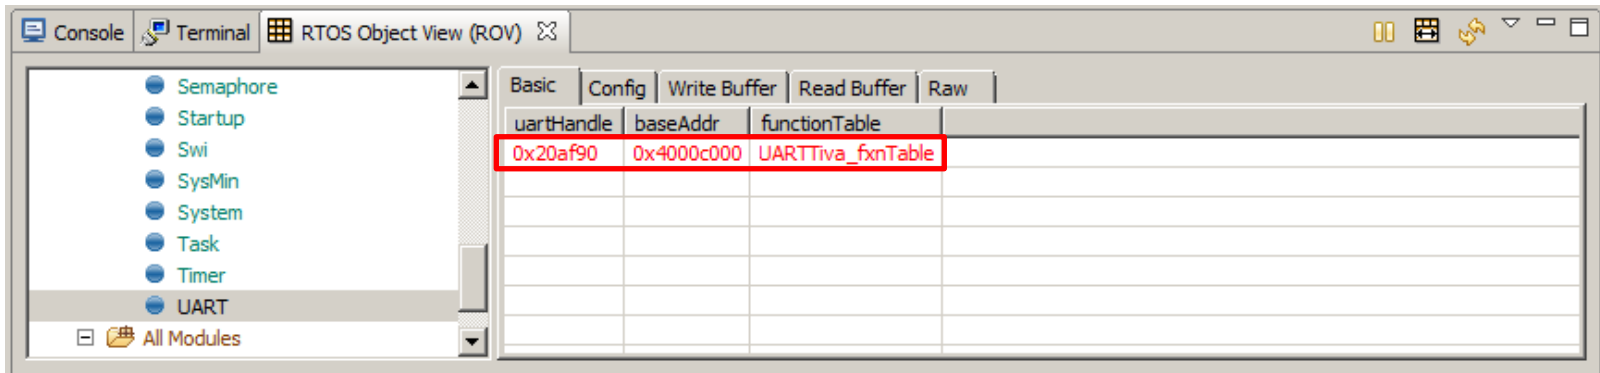 Console Terminal RTOS Object View (ROV)
Semaphore
Startup
Swi
SysMin
System
Task
Timer
UART
All Modules
Basic Config Write Buffer Read Buffer Raw
uartHandle baseAddr functionTable
0x20af90 0x4000c000 UARTTiva_fxnTable